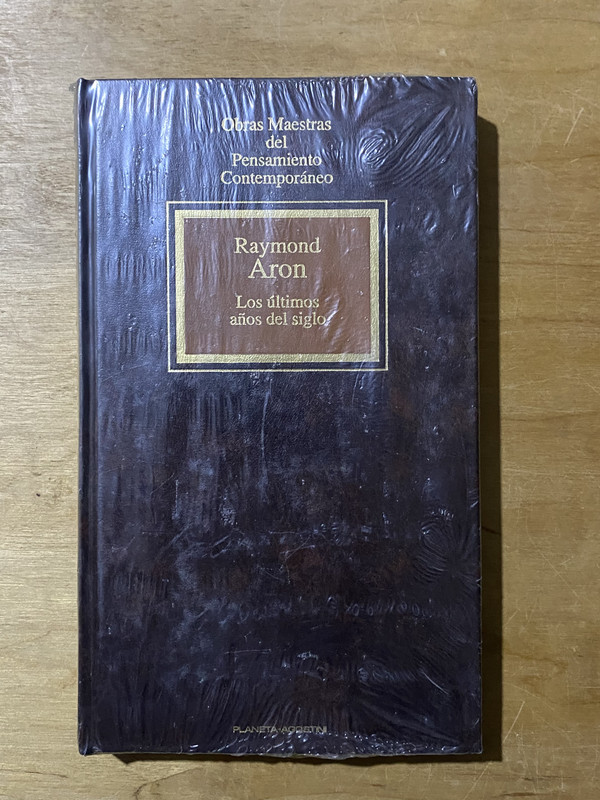 Obras Maestras
del
Pensamiento
Contemporáneo
Raymond
Aron
Los últimos
años del siglo
PLANETA-AGOSTINI